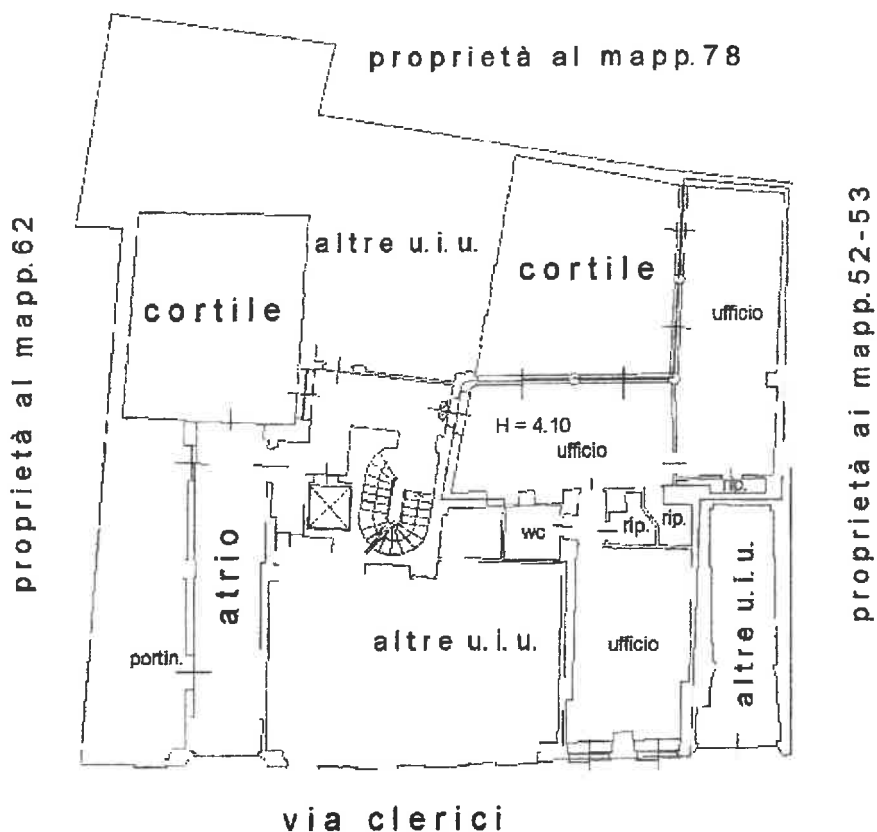 proprietà al mapp.78
proprietà al mapp.62
altre u.i.u.
cortile
cortile
ufficio
proprietà ai mapp.52-53
H = 4.10
ufficio
rip.
rip.
rip.
wc
atrio
altre u.i.u.
ufficio
altre u.i.u.
portin.
via clerici